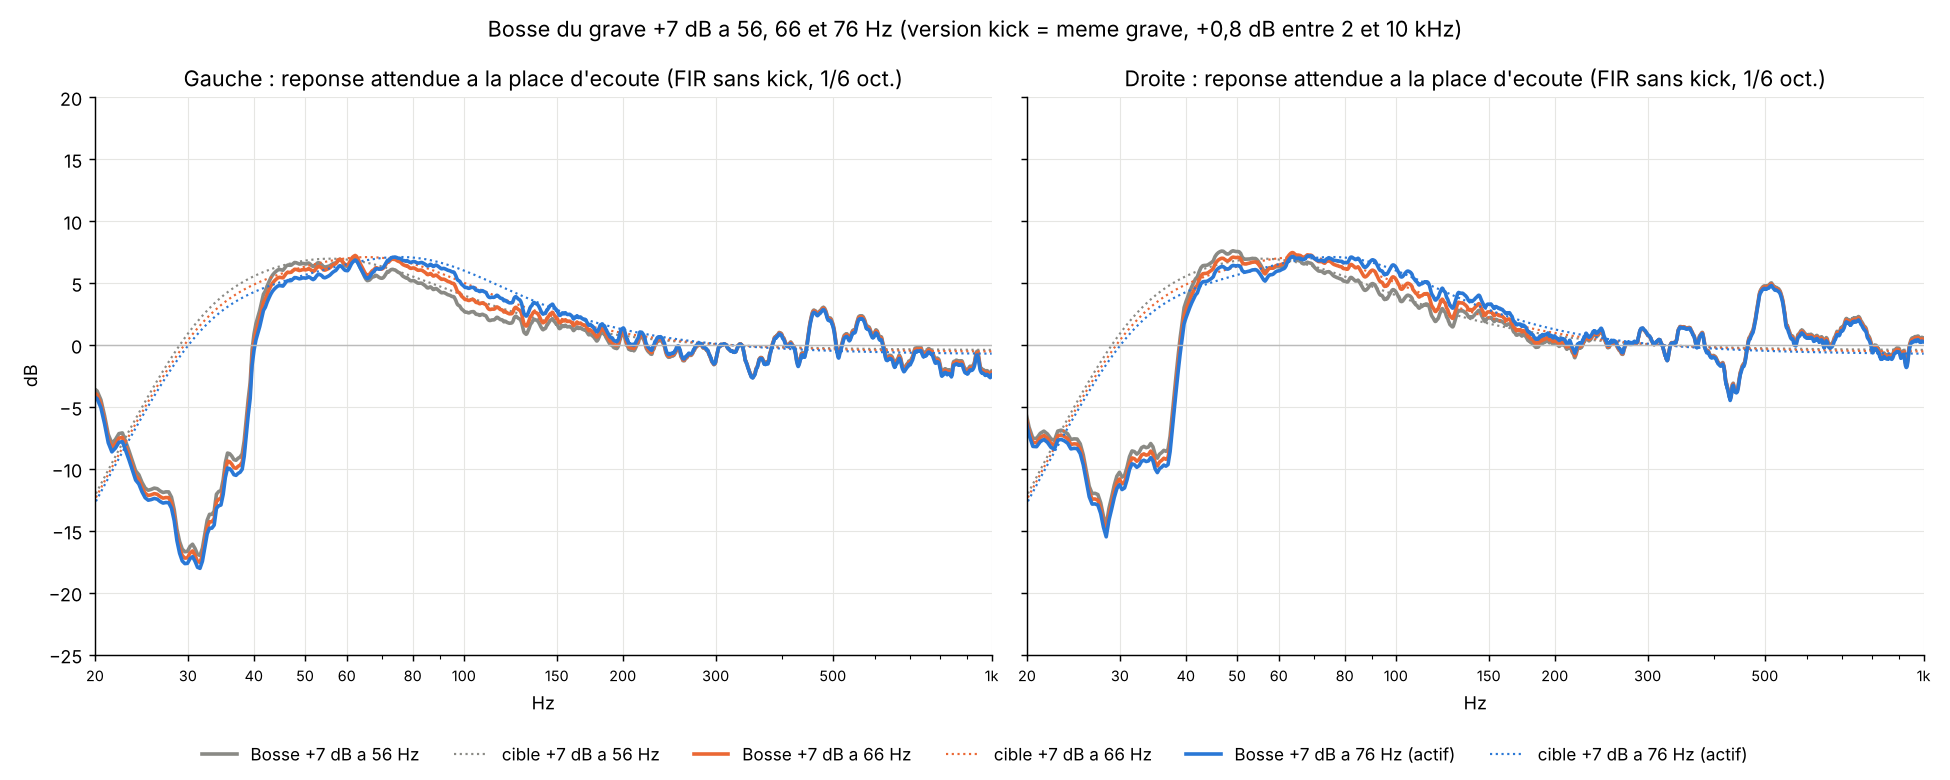 Bosse du grave +7 dB a 56, 66 et 76 Hz (version kick = meme grave, +0,8 dB entre 2 et 10 kHz)
Gauche : reponse attendue a la place d'ecoute (FIR sans kick, 1/6 oct.)
Droite : reponse attendue a la place d'ecoute (FIR sans kick, 1/6 oct.)
20
15
10
5
0
−5
−10
−15
−20
−25
dB
20 30 40 50 60 80 100 150 200 300 500 1k
20 30 40 50 60 80 100 150 200 300 500 1k
Hz
Hz
Bosse +7 dB a 56 Hz
cible +7 dB a 56 Hz
Bosse +7 dB a 66 Hz
cible +7 dB a 66 Hz
Bosse +7 dB a 76 Hz (actif)
cible +7 dB a 76 Hz (actif)